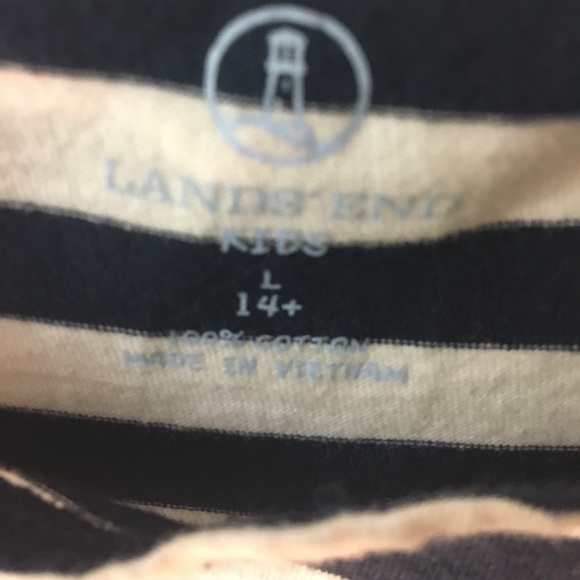 LANDS' END
KIDS
L
14+
100% COTTON
MADE IN VIETNAM